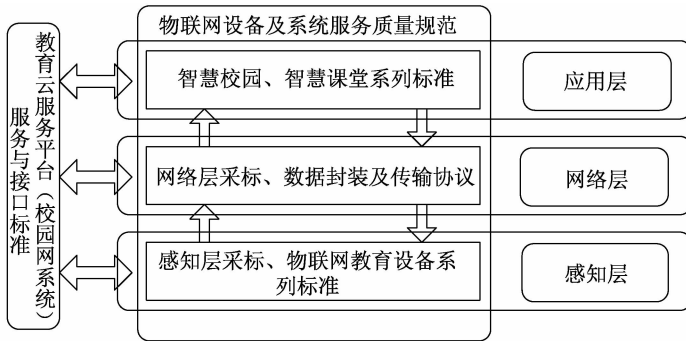 教育云服务平台（校园网系统）
服务与接口标准
物联网设备及系统服务质量规范
智慧校园、智慧课堂系列标准
应用层
网络层采标、数据封装及传输协议
网络层
感知层采标、物联网教育设备系
列标准
感知层